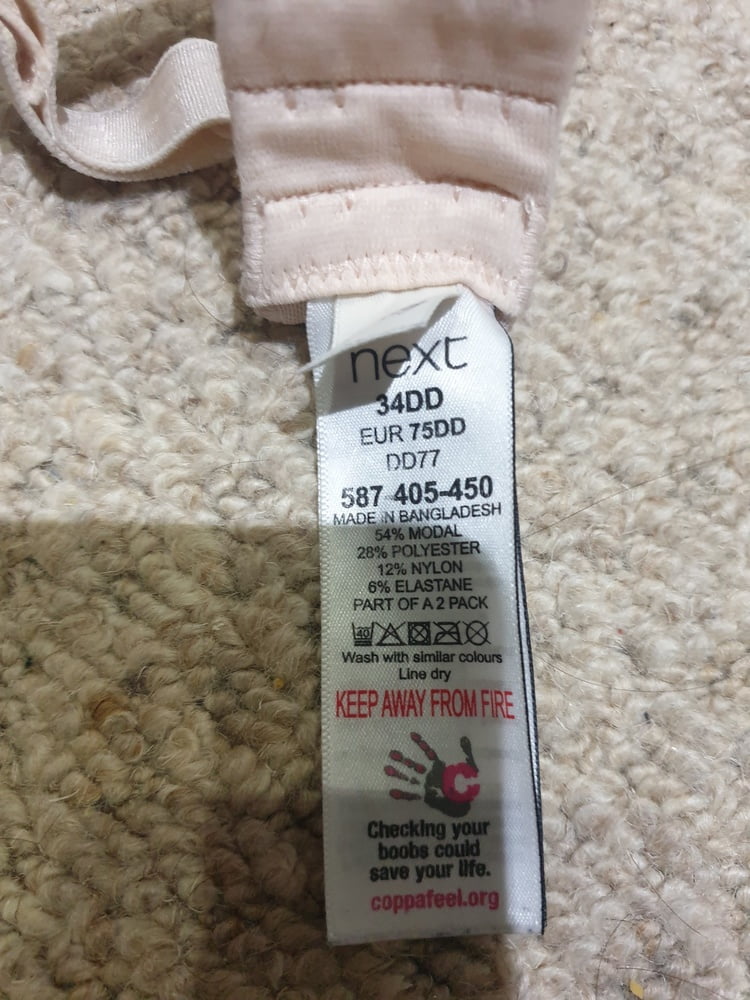 next
34DD
EUR 75DD
DD77
587 405-450
MADE IN BANGLADESH
54% MODAL
28% POLYESTER
12% NYLON
6% ELASTANE
PART OF A 2 PACK
40
Wash with similar colours
Line dry
KEEP AWAY FROM FIRE
C
Checking your
boobs could
save your life.
coppafeel.org